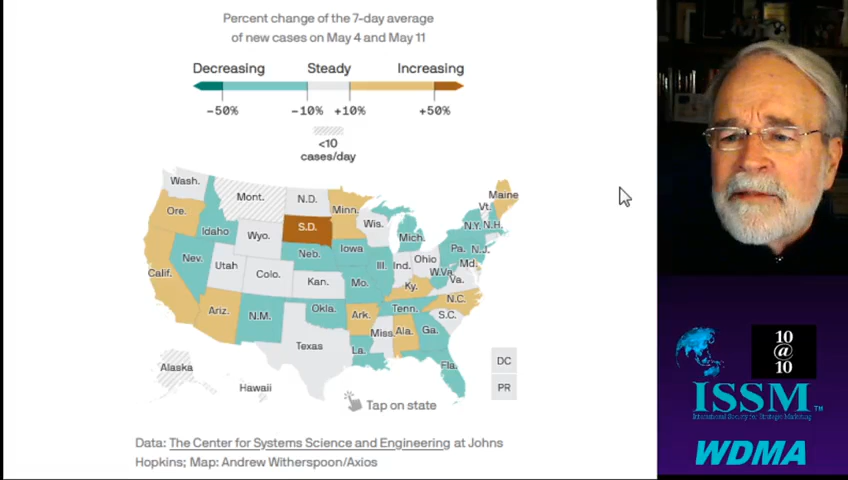 Percent change of the 7-day average
of new cases on May 4 and May 11
Decreasing Steady Increasing
-50% -10% +10% +50%
<10
cases/day
Wash.
Mont.
N.D.
Minn.
Maine
Ore.
Idaho
Wyo.
S.D.
Wis.
Mich.
Vt.
N.Y.
N.H.
Nev.
Utah
Colo.
Neb.
Iowa
Ill.
Ind.
Ohio
Pa.
N.J.
Md.
Calif.
Kan.
Mo.
Ky.
W.Va.
Va.
Ariz.
N.M.
Okla.
Ark.
Tenn.
N.C.
S.C.
Texas
La.
Miss.
Ala.
Ga.
Fla.
Alaska
Hawaii
DC
PR
Tap on state
Data: The Center for Systems Science and Engineering at Johns
Hopkins; Map: Andrew Witherspoon/Axios
10
@
10
ISSM™
International Society for Strategic Marketing
WDMA